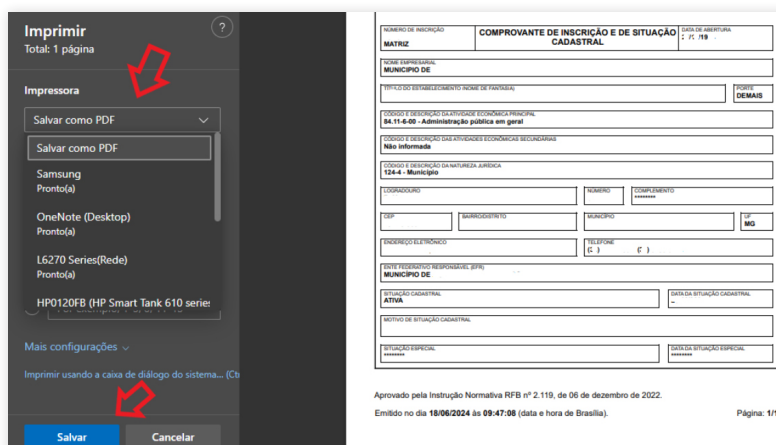 Imprimir
?
Total: 1 página
Impressora
Salvar como PDF
Salvar como PDF
Samsung
Pronto(a)
OneNote (Desktop)
Pronto(a)
L6270 Series(Rede)
Pronto(a)
HP0120FB (HP Smart Tank 610 series
Mais configurações
Imprimir usando a caixa de diálogo do sistema... (Ct
Salvar Cancelar
NÚMERO DE INSCRIÇÃO
MATRIZ
COMPROVANTE DE INSCRIÇÃO E DE SITUAÇÃO
CADASTRAL
DATA DE ABERTURA
NOME EMPRESARIAL
MUNICIPIO DE
TÍTULO DO ESTABELECIMENTO (NOME DE FANTASIA)
PORTE
DEMAIS
CÓDIGO E DESCRIÇÃO DA ATIVIDADE ECONÔMICA PRINCIPAL
84.11-6-00 - Administração pública em geral
CÓDIGO E DESCRIÇÃO DAS ATIVIDADES ECONÔMICAS SECUNDÁRIAS
Não informada
CÓDIGO E DESCRIÇÃO DA NATUREZA JURÍDICA
124-4 - Município
LOGRADOURO
NÚMERO
COMPLEMENTO
********
CEP
BAIRRO/DISTRITO
MUNICÍPIO
UF
MG
ENDEREÇO ELETRÔNICO
TELEFONE
ENTE FEDERATIVO RESPONSÁVEL (EFR)
MUNICÍPIO DE
SITUAÇÃO CADASTRAL
ATIVA
DATA DA SITUAÇÃO CADASTRAL
MOTIVO DE SITUAÇÃO CADASTRAL
SITUAÇÃO ESPECIAL
********
DATA DA SITUAÇÃO ESPECIAL
********
Aprovado pela Instrução Normativa RFB nº 2.119, de 06 de dezembro de 2022.
Emitido no dia 18/06/2024 às 09:47:08 (data e hora de Brasília).
Página: 1/1